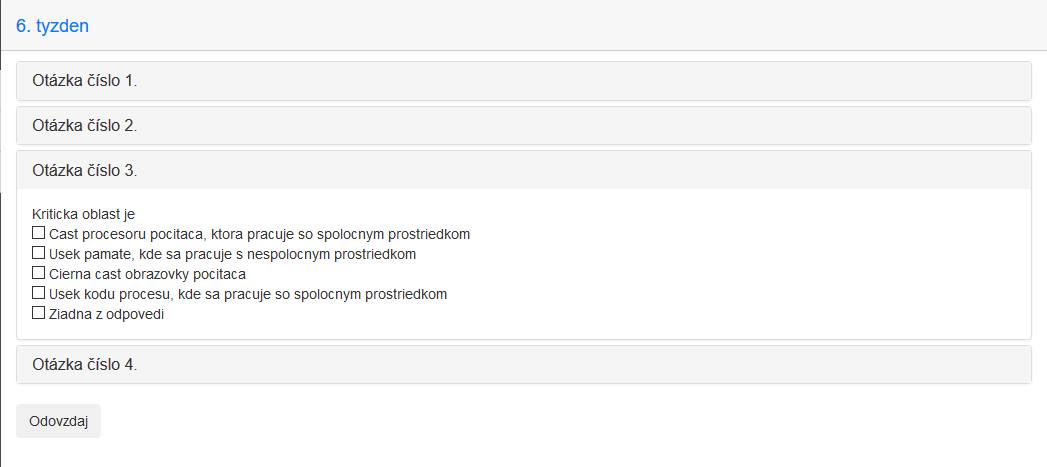 6. tyzden
Otázka číslo 1.
Otázka číslo 2.
Otázka číslo 3.
Kriticka oblast je
Cast procesoru pocitaca, ktora pracuje so spolocnym prostriedkom
Usek pamate, kde sa pracuje s nespolocnym prostriedkom
Cierna cast obrazovky pocitaca
Usek kodu procesu, kde sa pracuje so spolocnym prostriedkom
Ziadna z odpovedi
Otázka číslo 4.
Odovzdaj